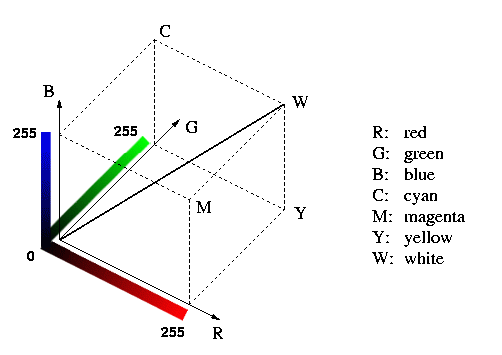 C
B
W
255
255
G
M
Y
0
255
R
R: red
G: green
B: blue
C: cyan
M: magenta
Y: yellow
W: white